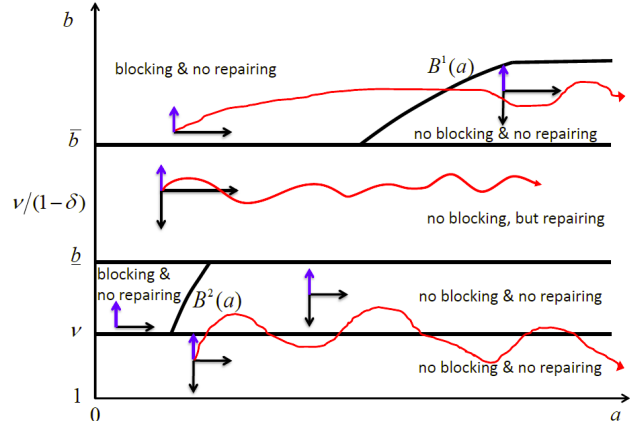 b
blocking & no repairing
B¹(a)
no blocking & no repairing
b̅
ν/(1−δ)
no blocking, but repairing
b̲
blocking &
no repairing
B²(a)
no blocking & no repairing
ν
no blocking & no repairing
1
0
a